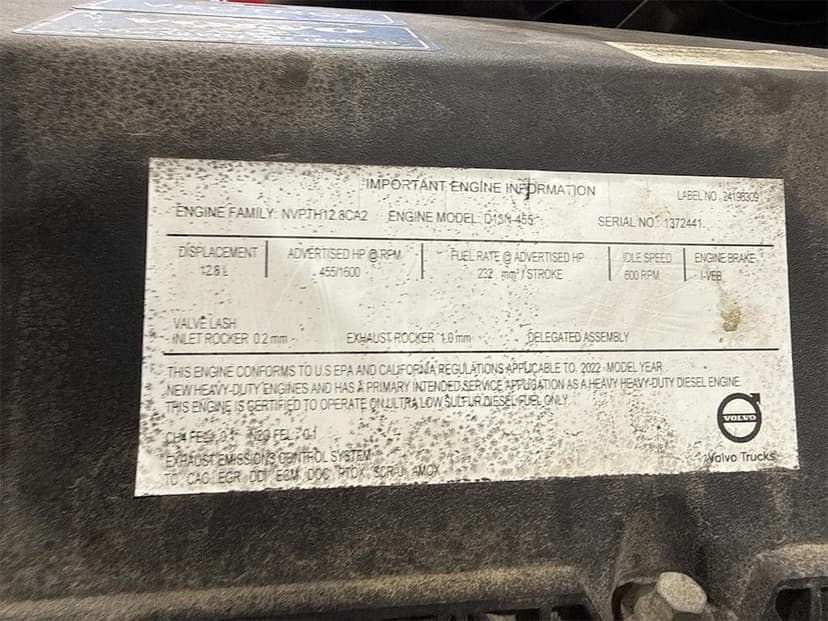 IMPORTANT ENGINE INFORMATION
LABEL NO. 24196309
ENGINE FAMILY: NVPTH12.8CA2 ENGINE MODEL: D13N-455 SERIAL NO: 1372441.
DISPLACEMENT ADVERTISED HP @ RPM FUEL RATE @ ADVERTISED HP IDLE SPEED ENGINE BRAKE
12.8 L 455/1600 232 mm³ / STROKE 600 RPM I-VEB
VALVE LASH
INLET ROCKER 0.2 mm EXHAUST ROCKER 1.0 mm DELEGATED ASSEMBLY
THIS ENGINE CONFORMS TO U.S EPA AND CALIFORNIA REGULATIONS APPLICABLE TO: 2022 MODEL YEAR
NEW HEAVY-DUTY ENGINES AND HAS A PRIMARY INTENDED SERVICE APPLICATION AS A HEAVY HEAVY-DUTY DIESEL ENGINE.
THIS ENGINE IS CERTIFIED TO OPERATE ON ULTRA LOW SULFUR DIESEL FUEL ONLY.
CH4 FEL: 0.1 N2O FEL: 0.1
EXHAUST EMISSIONS CONTROL SYSTEM
TC CAC EGR DDI ECM DOC PTOX SCR-U AMOX
VOLVO
Volvo Trucks